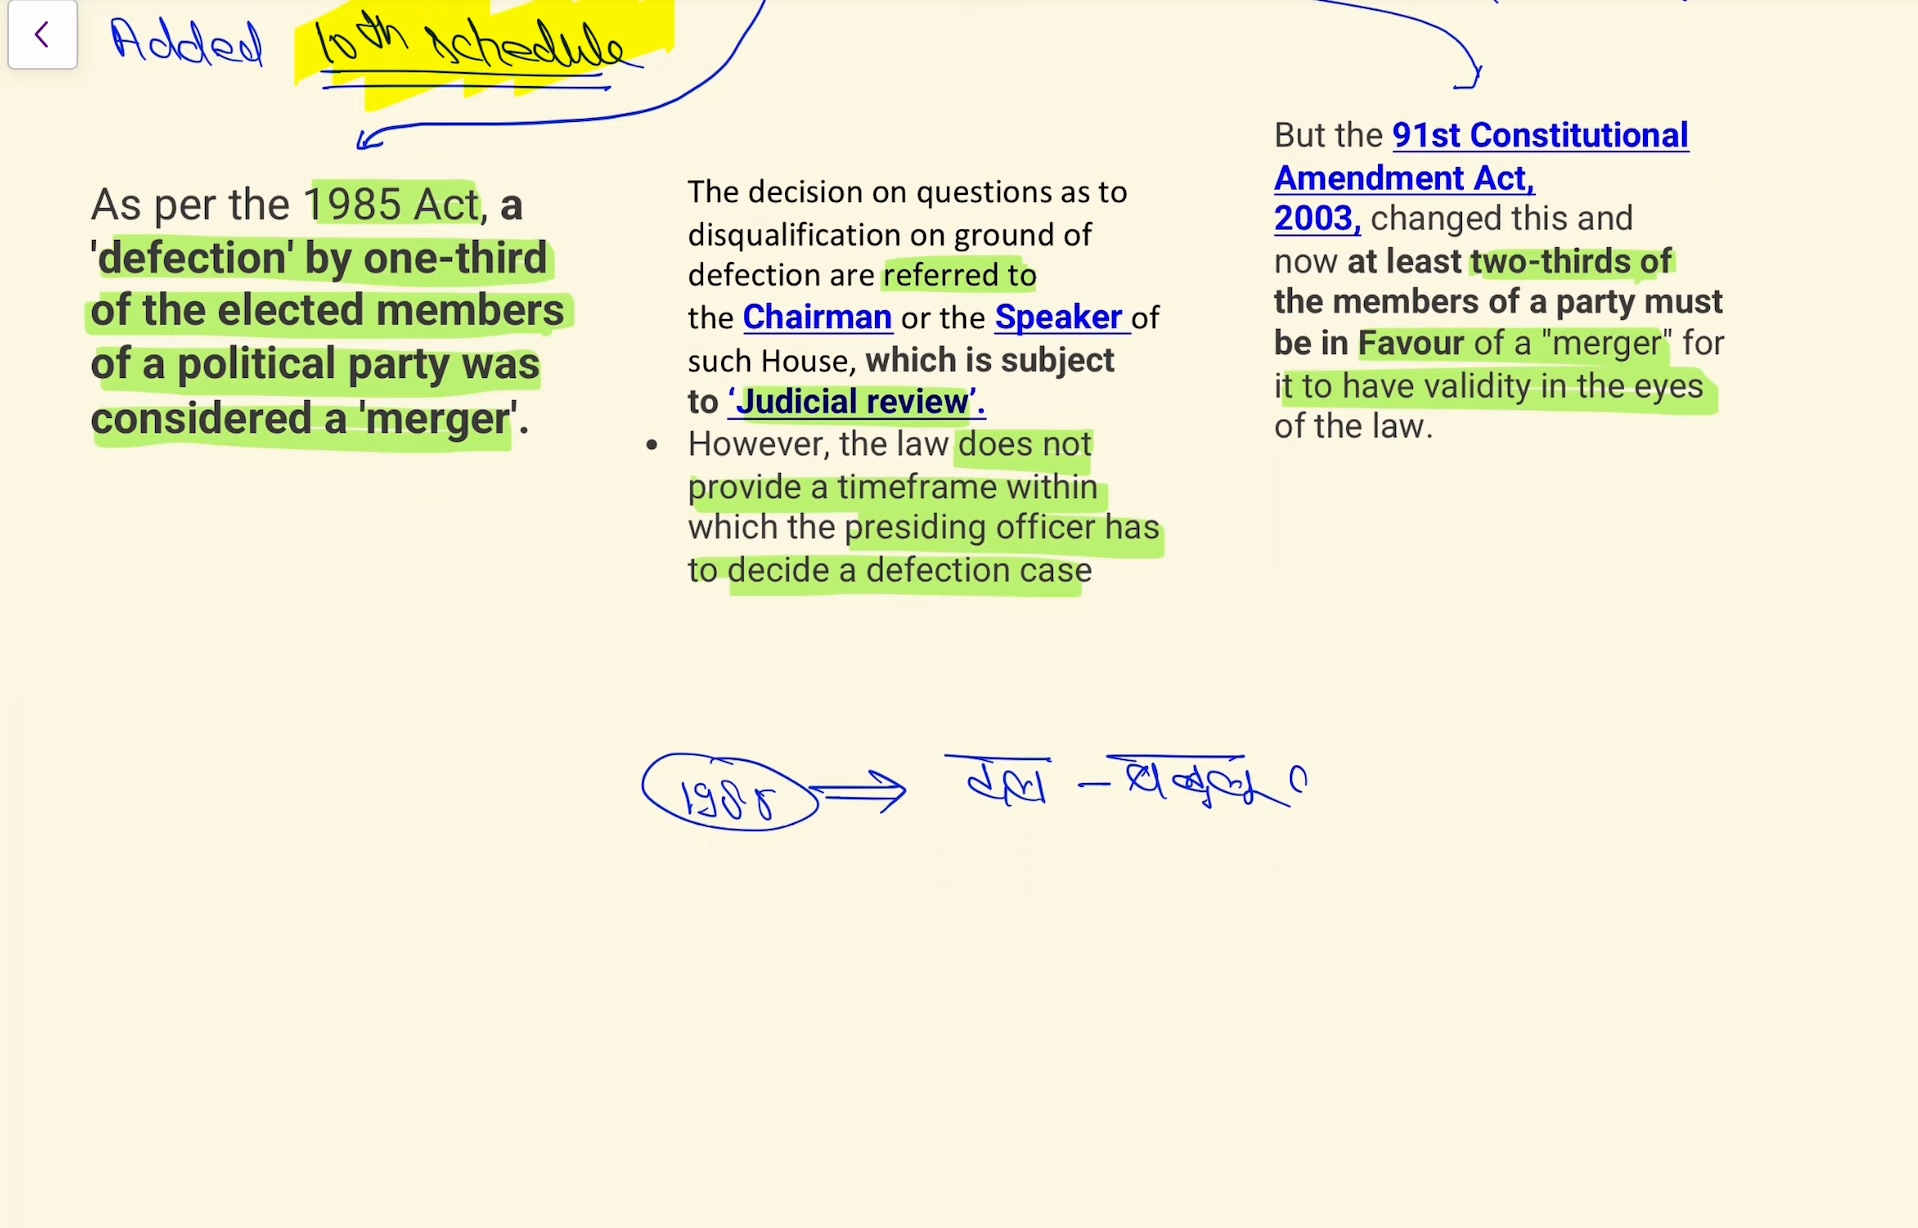 Added 10th schedule
As per the 1985 Act, a
'defection' by one-third
of the elected members
of a political party was
considered a 'merger'.
The decision on questions as to
disqualification on ground of
defection are referred to
the Chairman or the Speaker of
such House, which is subject
to ‘Judicial review’.
• However, the law does not
provide a timeframe within
which the presiding officer has
to decide a defection case
But the 91st Constitutional
Amendment Act,
2003, changed this and
now at least two-thirds of
the members of a party must
be in Favour of a "merger" for
it to have validity in the eyes
of the law.
1985 ⇒ दल -